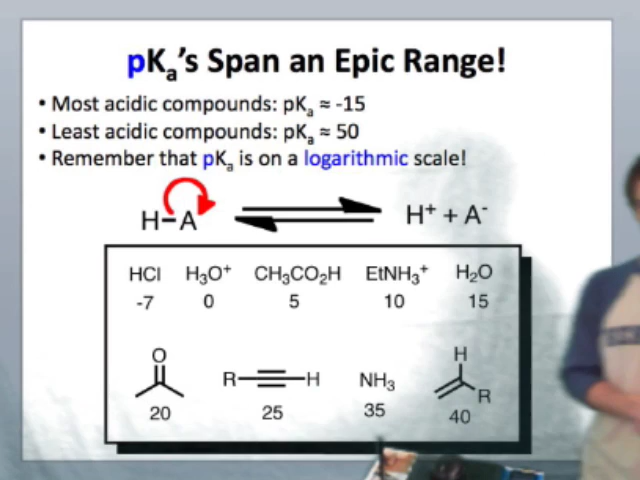 pKₐ's Span an Epic Range!
• Most acidic compounds: pKₐ ≈ -15
• Least acidic compounds: pKₐ ≈ 50
• Remember that pKₐ is on a logarithmic scale!
H–A H⁺ + A⁻
HCl H₃O⁺ CH₃CO₂H EtNH₃⁺ H₂O
-7 0 5 10 15
O R H NH₃ H R
20 25 35 40